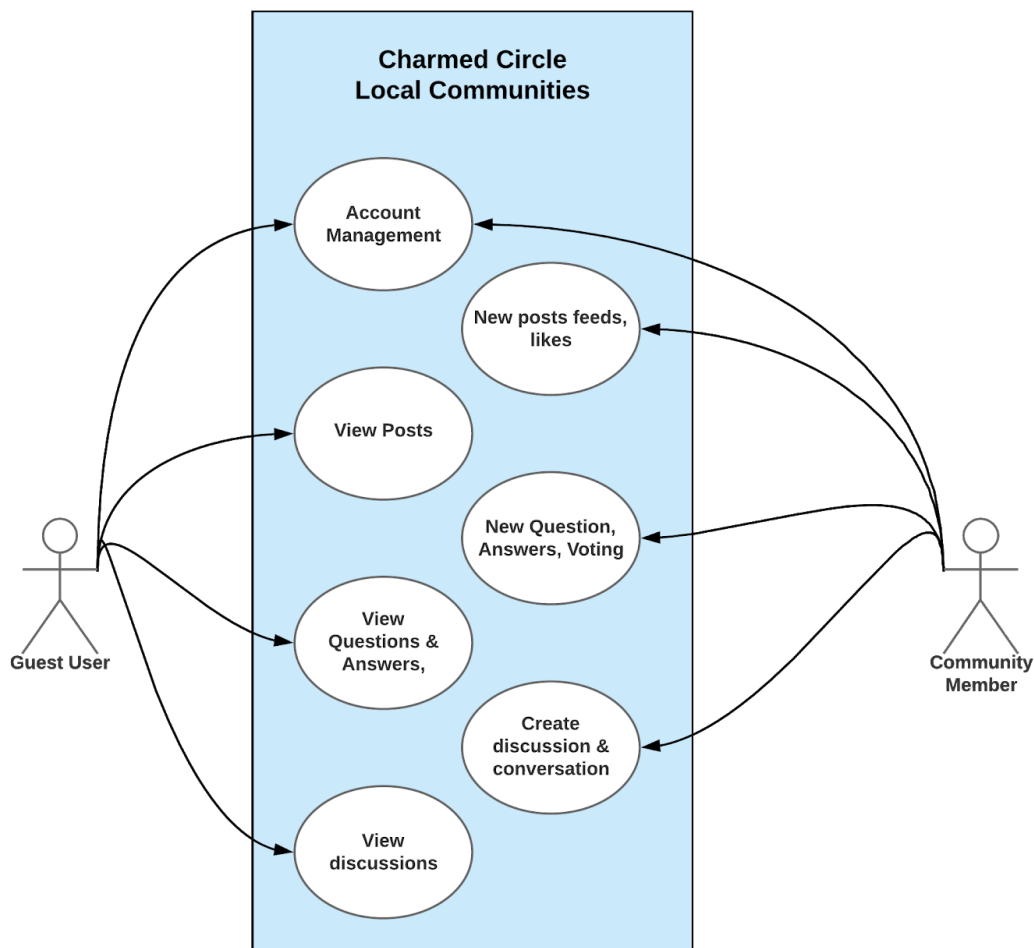 Charmed Circle
Local Communities
Account
Management
New posts feeds,
likes
View Posts
New Question,
Answers, Voting
View
Questions &
Answers,
Guest User
Community
Member
Create
discussion &
conversation
View
discussions